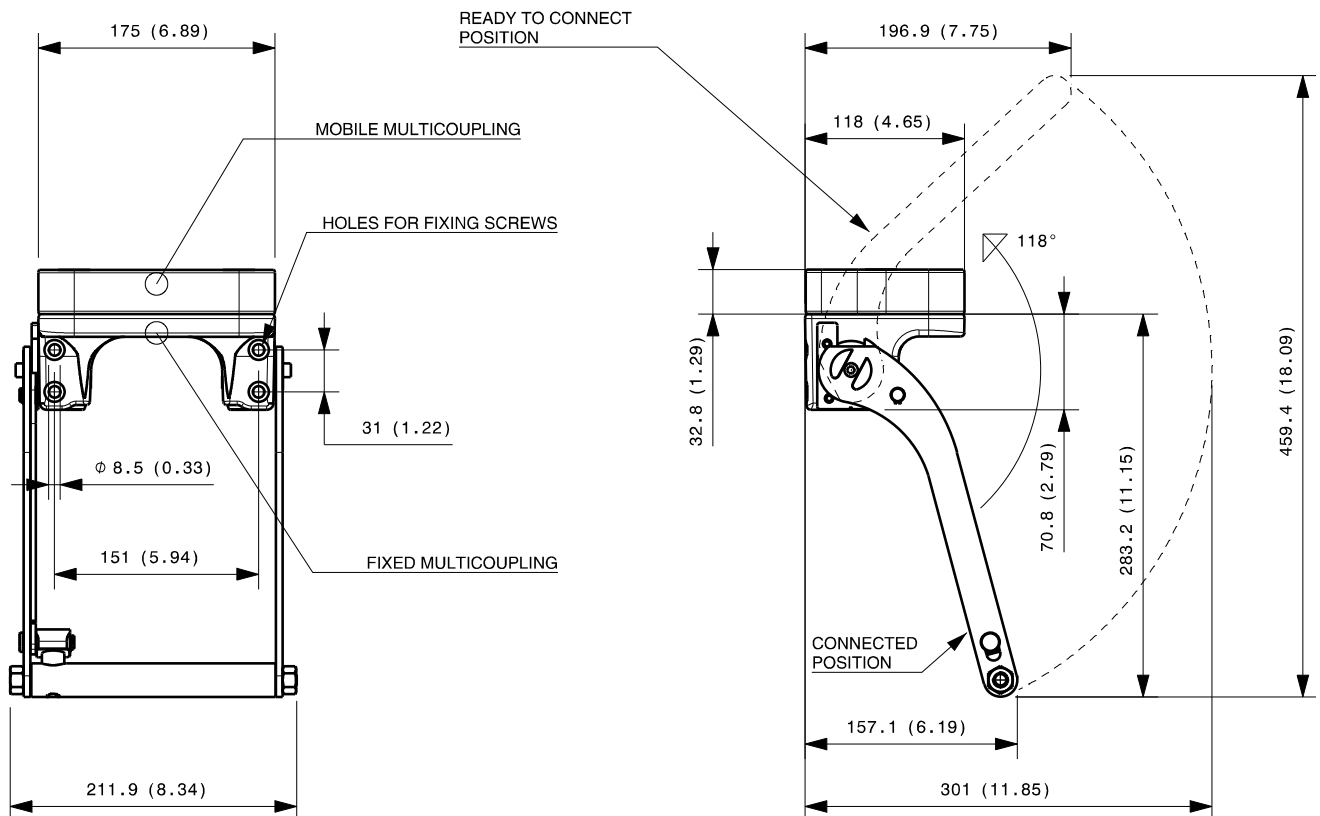 READY TO CONNECT
POSITION
175 (6.89)
196.9 (7.75)
MOBILE MULTICOUPLING
118 (4.65)
HOLES FOR FIXING SCREWS
118°
32.8 (1.29)
31 (1.22)
459.4 (18.09)
ϕ 8.5 (0.33)
70.8 (2.79)
283.2 (11.15)
151 (5.94)
FIXED MULTICOUPLING
CONNECTED
POSITION
157.1 (6.19)
211.9 (8.34)
301 (11.85)